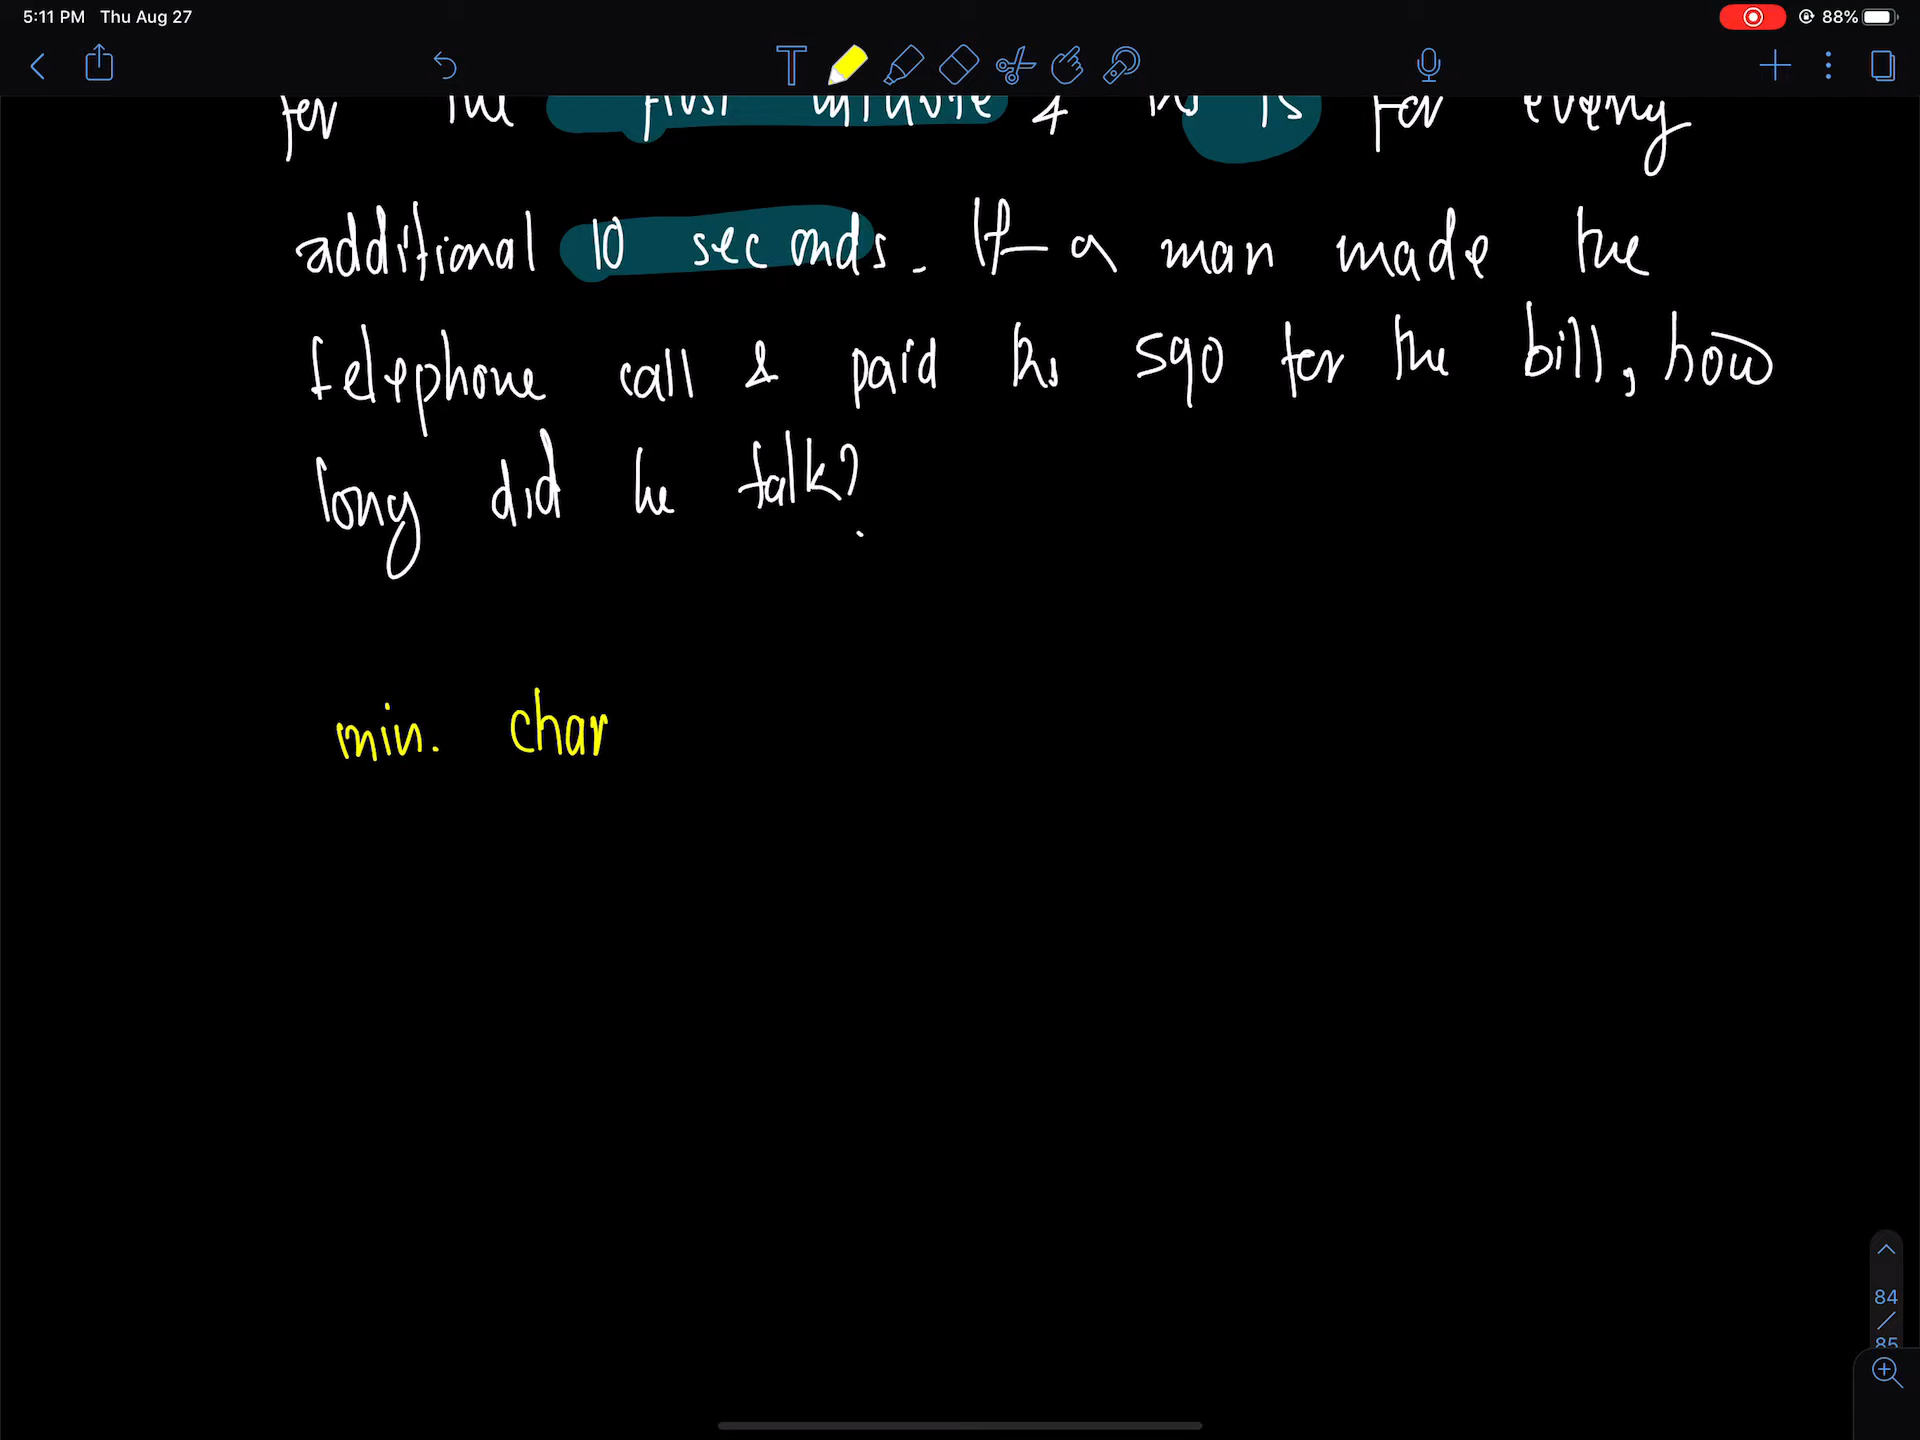 5:11 PM Thu Aug 27 88%
for the first minute & Rs 15 for every
additional 10 seconds. If a man made the
telephone call & paid Rs 590 for the bill, how
long did he talk?
min. char
84
/
85